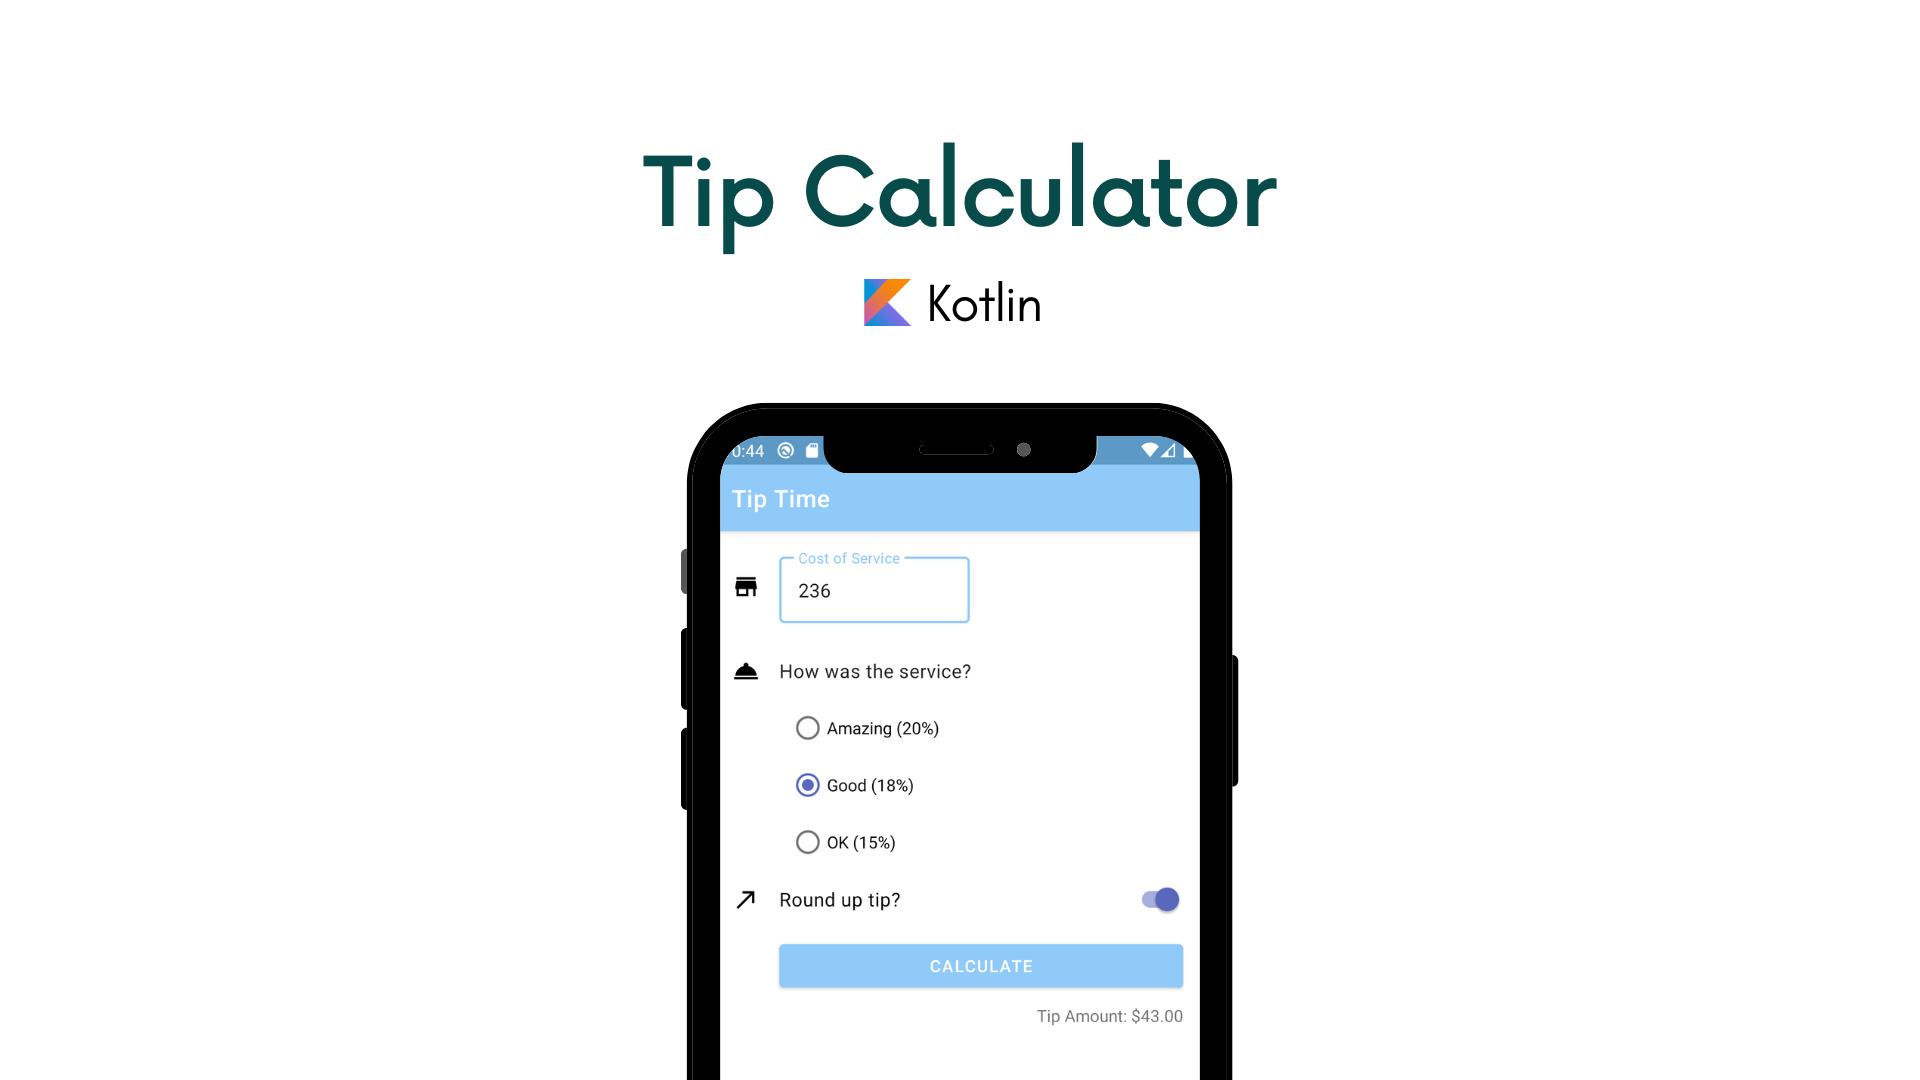 Tip Calculator
Kotlin
0:44
Tip Time
Cost of Service
236
How was the service?
Amazing (20%)
Good (18%)
OK (15%)
Round up tip?
CALCULATE
Tip Amount: $43.00